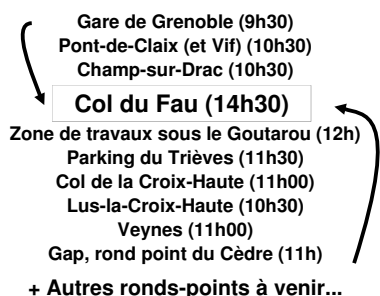 Gare de Grenoble (9h30)
Pont-de-Claix (et Vif) (10h30)
Champ-sur-Drac (10h30)
Col du Fau (14h30)
Zone de travaux sous le Goutarou (12h)
Parking du Trièves (11h30)
Col de la Croix-Haute (11h00)
Lus-la-Croix-Haute (10h30)
Veynes (11h00)
Gap, rond point du Cèdre (11h)
+ Autres ronds-points à venir...